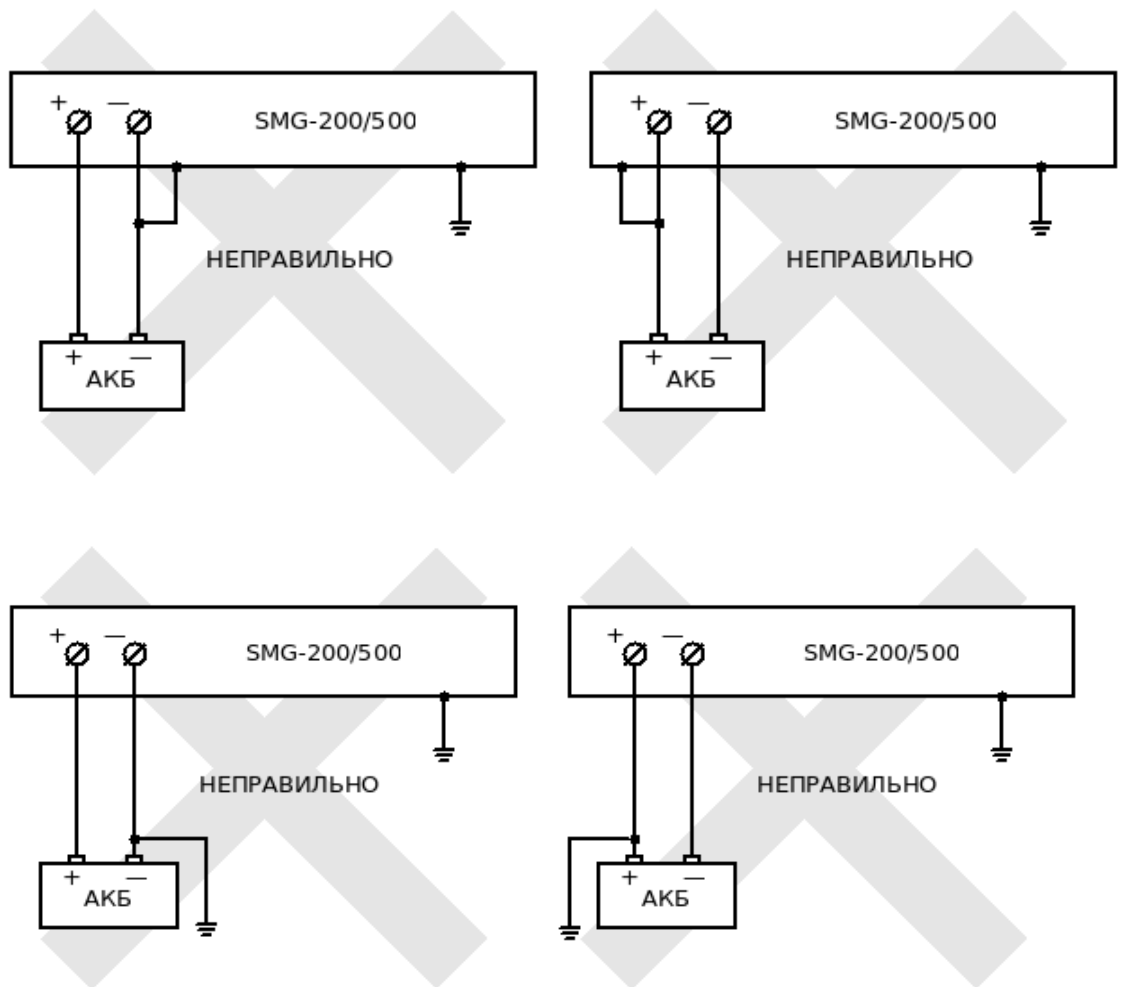 + — SMG-200/500
НЕПРАВИЛЬНО
+ —
АКБ
+ — SMG-200/500
НЕПРАВИЛЬНО
+ —
АКБ
+ — SMG-200/500
НЕПРАВИЛЬНО
+ —
АКБ
+ — SMG-200/500
НЕПРАВИЛЬНО
+ —
АКБ